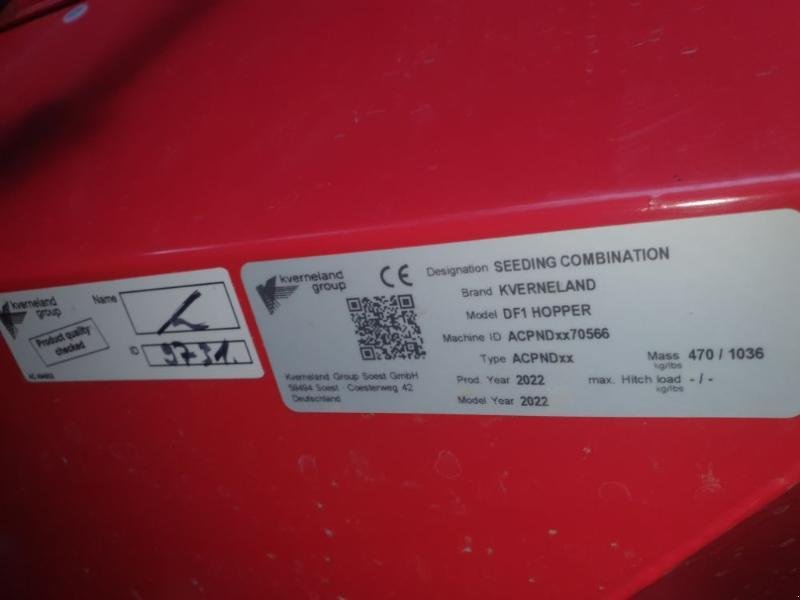 kverneland
group
Name
Product quality
checked
ID 9731.
kverneland
group
CE
Designation SEEDING COMBINATION
Brand KVERNELAND
Model DF1 HOPPER
Machine ID ACPNDxx70566
Type ACPNDxx
Mass 470 / 1036
kg/lbs
Prod. Year 2022
max. Hitch load - / -
kg/lbs
Model Year 2022
Kverneland Group Soest GmbH
59494 Soest - Coesterweg 42
Deutschland